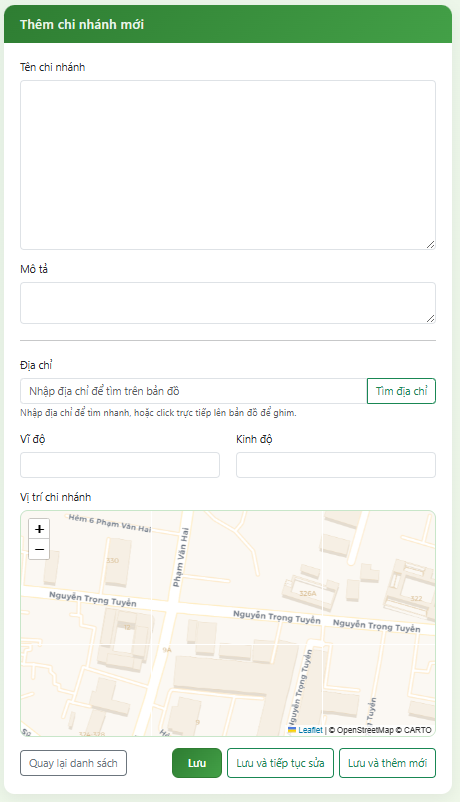 Thêm chi nhánh mới
Tên chi nhánh
Mô tả
Địa chỉ
Nhập địa chỉ để tìm trên bản đồ
Tìm địa chỉ
Nhập địa chỉ để tìm nhanh, hoặc click trực tiếp lên bản đồ để ghim.
Vĩ độ
Kinh độ
Vị trí chi nhánh
+
−
Hẻm 6 Phạm Văn Hai
Phạm Văn Hai
330
Nguyễn Trọng Tuyển
326A
322
Nguyễn Trọng Tuyển
Nguyễn Trọng Tuyển
9A
Nguyễn Trọng Tuyển
9
Leaflet | © OpenStreetMap © CARTO
Quay lại danh sách
Lưu
Lưu và tiếp tục sửa
Lưu và thêm mới